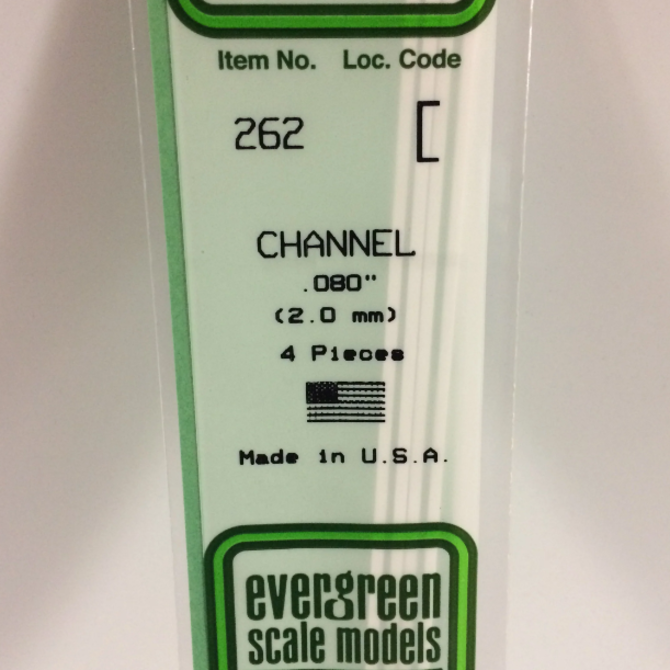 Item No. Loc. Code
262 [
CHANNEL
.080"
(2.0 mm)
4 Pieces
Made in U.S.A.
evergreen
scale models